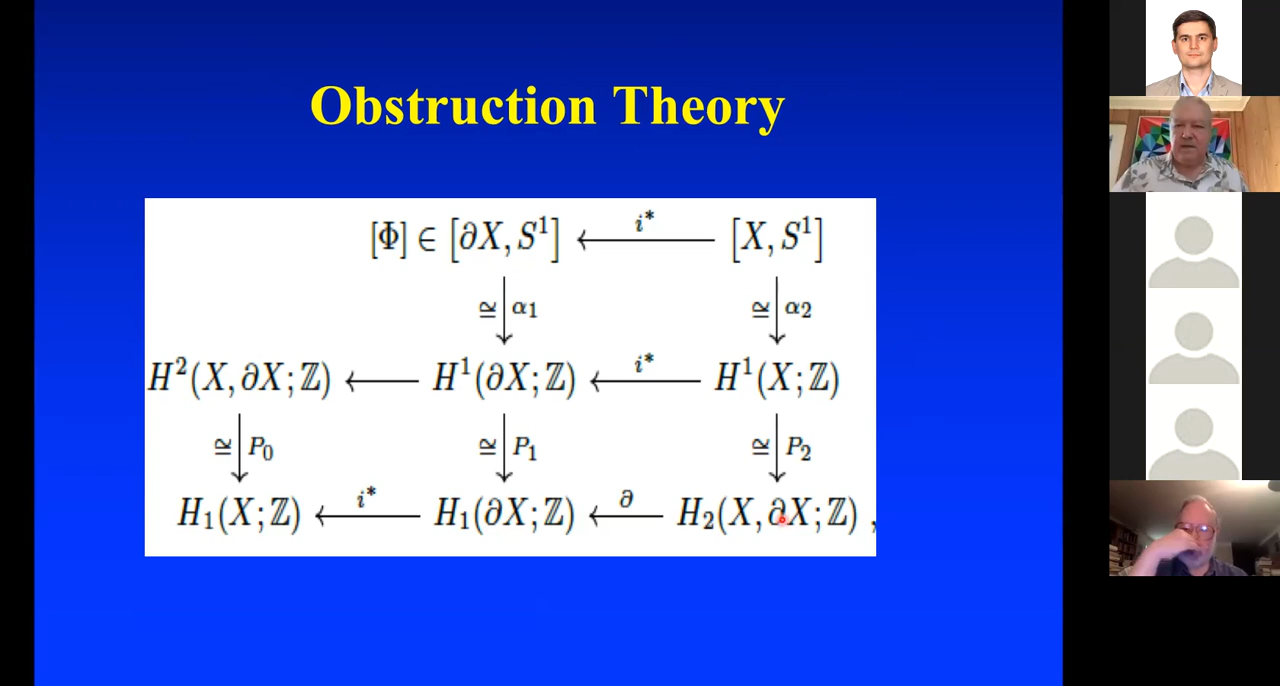 Obstruction Theory
[Φ] ∈ [∂X, S¹] ← i* [X, S¹]
≅ ↓ α₁ ≅ ↓ α₂
H²(X, ∂X; ℤ) ← H¹(∂X; ℤ) ← i* H¹(X; ℤ)
≅ ↓ P₀ ≅ ↓ P₁ ≅ ↓ P₂
H₁(X; ℤ) ← i* H₁(∂X; ℤ) ← ∂ H₂(X, ∂X; ℤ) ,